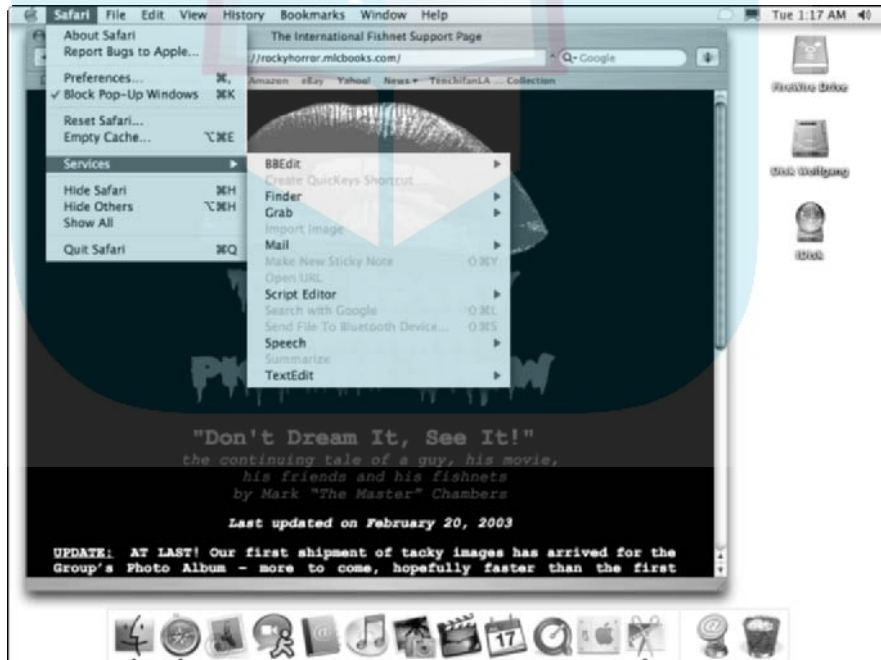 Safari File Edit View History Bookmarks Window Help
Tue 1:17 AM
The International Fishnet Support Page
//rockyhorror.mlcbooks.com/
Q- Google
Amazon eBay Yahoo! News Collection
About Safari
Report Bugs to Apple...
Preferences... ⌘,
✓ Block Pop-Up Windows ⌘K
Reset Safari...
Empty Cache... ⌥⌘E
Services
Hide Safari ⌘H
Hide Others ⌥⌘H
Show All
Quit Safari ⌘Q
BBEdit
Create QuicKeys Shortcut
Finder
Grab
Import Image
Mail
Make New Sticky Note ⇧⌘Y
Open URL
Script Editor
Search with Google ⇧⌘L
Send File To Bluetooth Device... ⇧⌘S
Speech
Summarize
TextEdit
FireWire Drive
Disk Wolfgang
iDisk
"Don't Dream It, See It!"
the continuing tale of a guy, his movie,
his friends and his fishnets
by Mark "The Master" Chambers
Last updated on February 20, 2003
UPDATE: AT LAST! Our first shipment of tacky images has arrived for the
Group's Photo Album - more to come, hopefully faster than the first
17